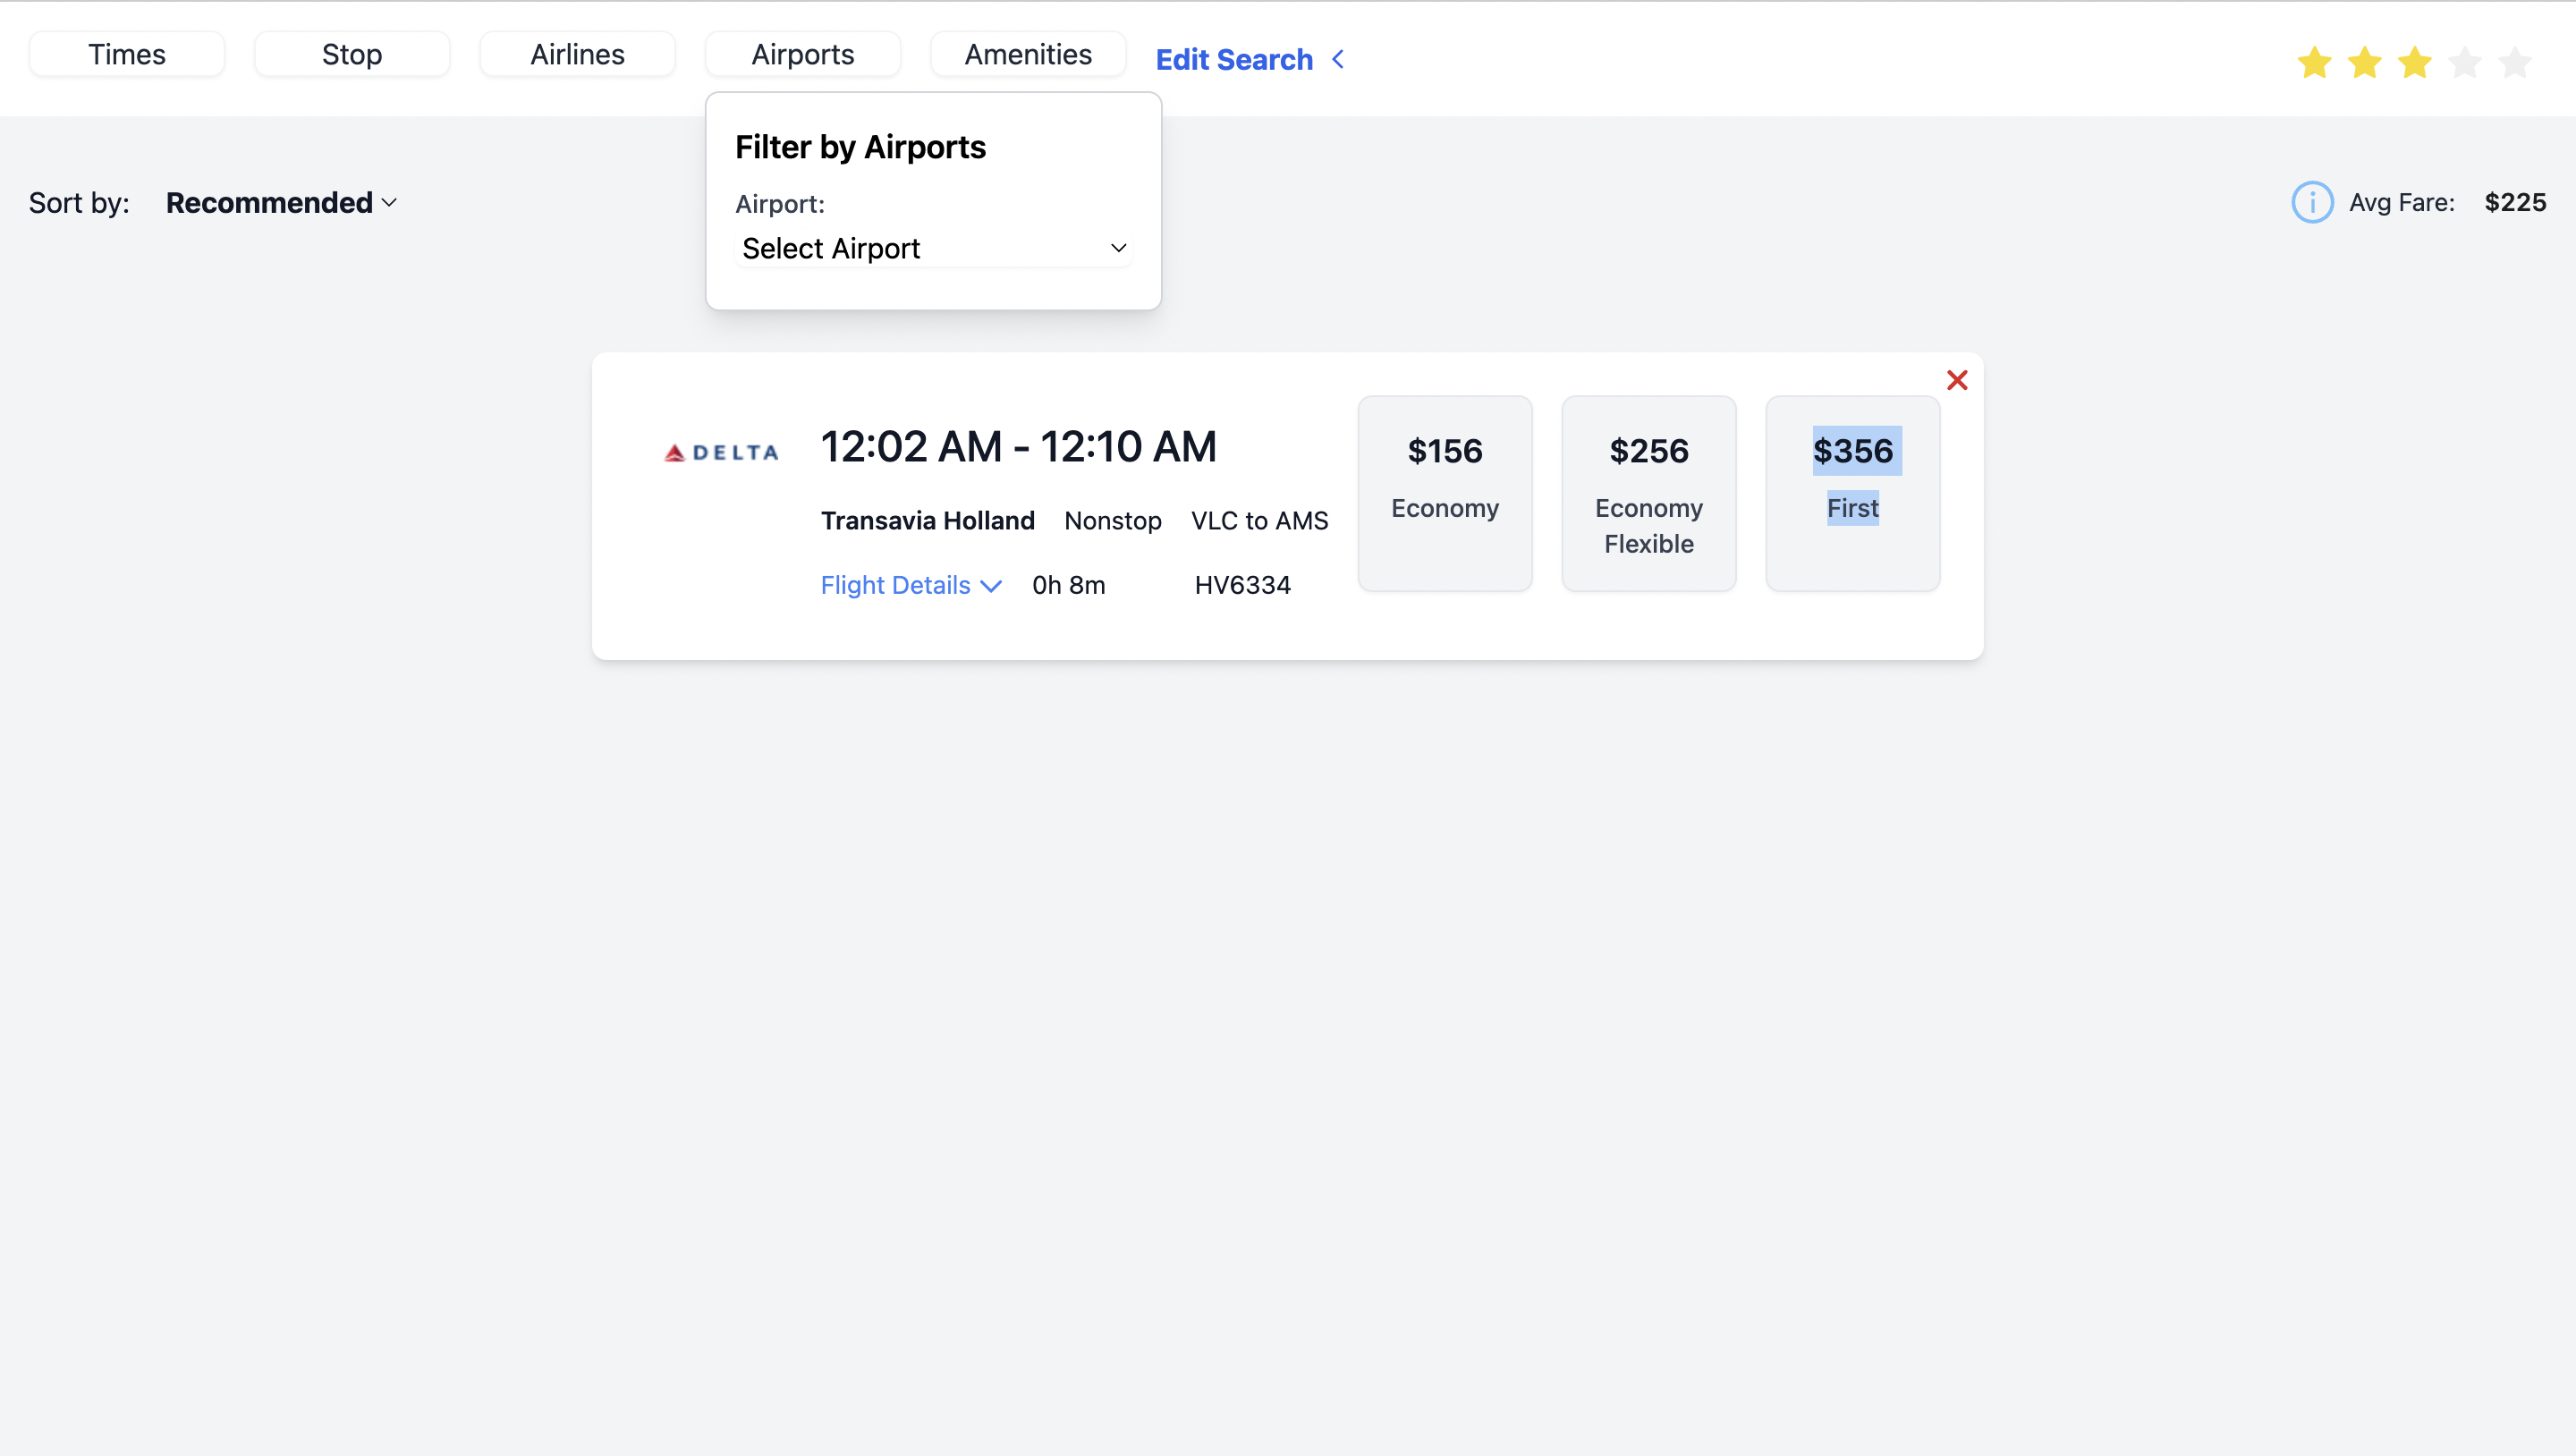 Times Stop Airlines Airports Amenities Edit Search
Filter by Airports
Airport:
Select Airport
Sort by: Recommended
Avg Fare: $225
DELTA
12:02 AM - 12:10 AM
Transavia Holland Nonstop VLC to AMS
Flight Details 0h 8m HV6334
$156
Economy
$256
Economy
Flexible
$356
First